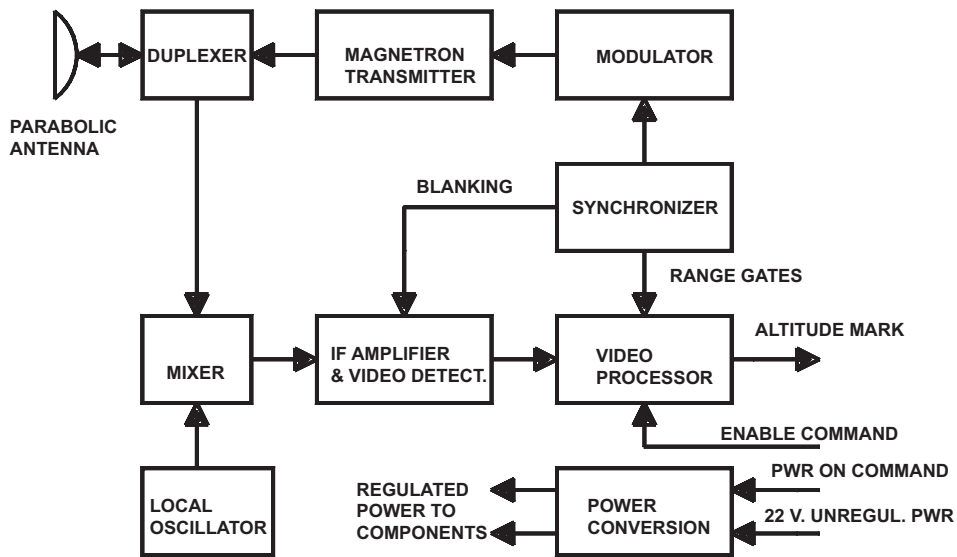 DUPLEXER
MAGNETRON
TRANSMITTER
MODULATOR
PARABOLIC
ANTENNA
BLANKING
SYNCHRONIZER
RANGE GATES
ALTITUDE MARK
MIXER
IF AMPLIFIER
& VIDEO DETECT.
VIDEO
PROCESSOR
ENABLE COMMAND
LOCAL
OSCILLATOR
REGULATED
POWER TO
COMPONENTS
POWER
CONVERSION
PWR ON COMMAND
22 V. UNREGUL. PWR